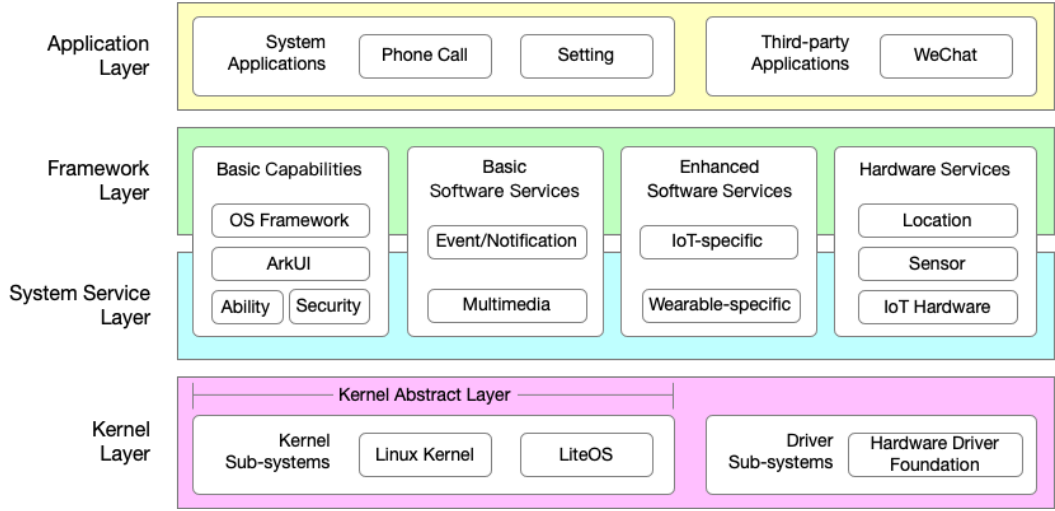 Application
Layer
System
Applications
Phone Call
Setting
Third-party
Applications
WeChat
Framework
Layer
System Service
Layer
Basic Capabilities
OS Framework
ArkUI
Ability
Security
Basic
Software Services
Event/Notification
Multimedia
Enhanced
Software Services
IoT-specific
Wearable-specific
Hardware Services
Location
Sensor
IoT Hardware
Kernel
Layer
Kernel Abstract Layer
Kernel
Sub-systems
Linux Kernel
LiteOS
Driver
Sub-systems
Hardware Driver
Foundation